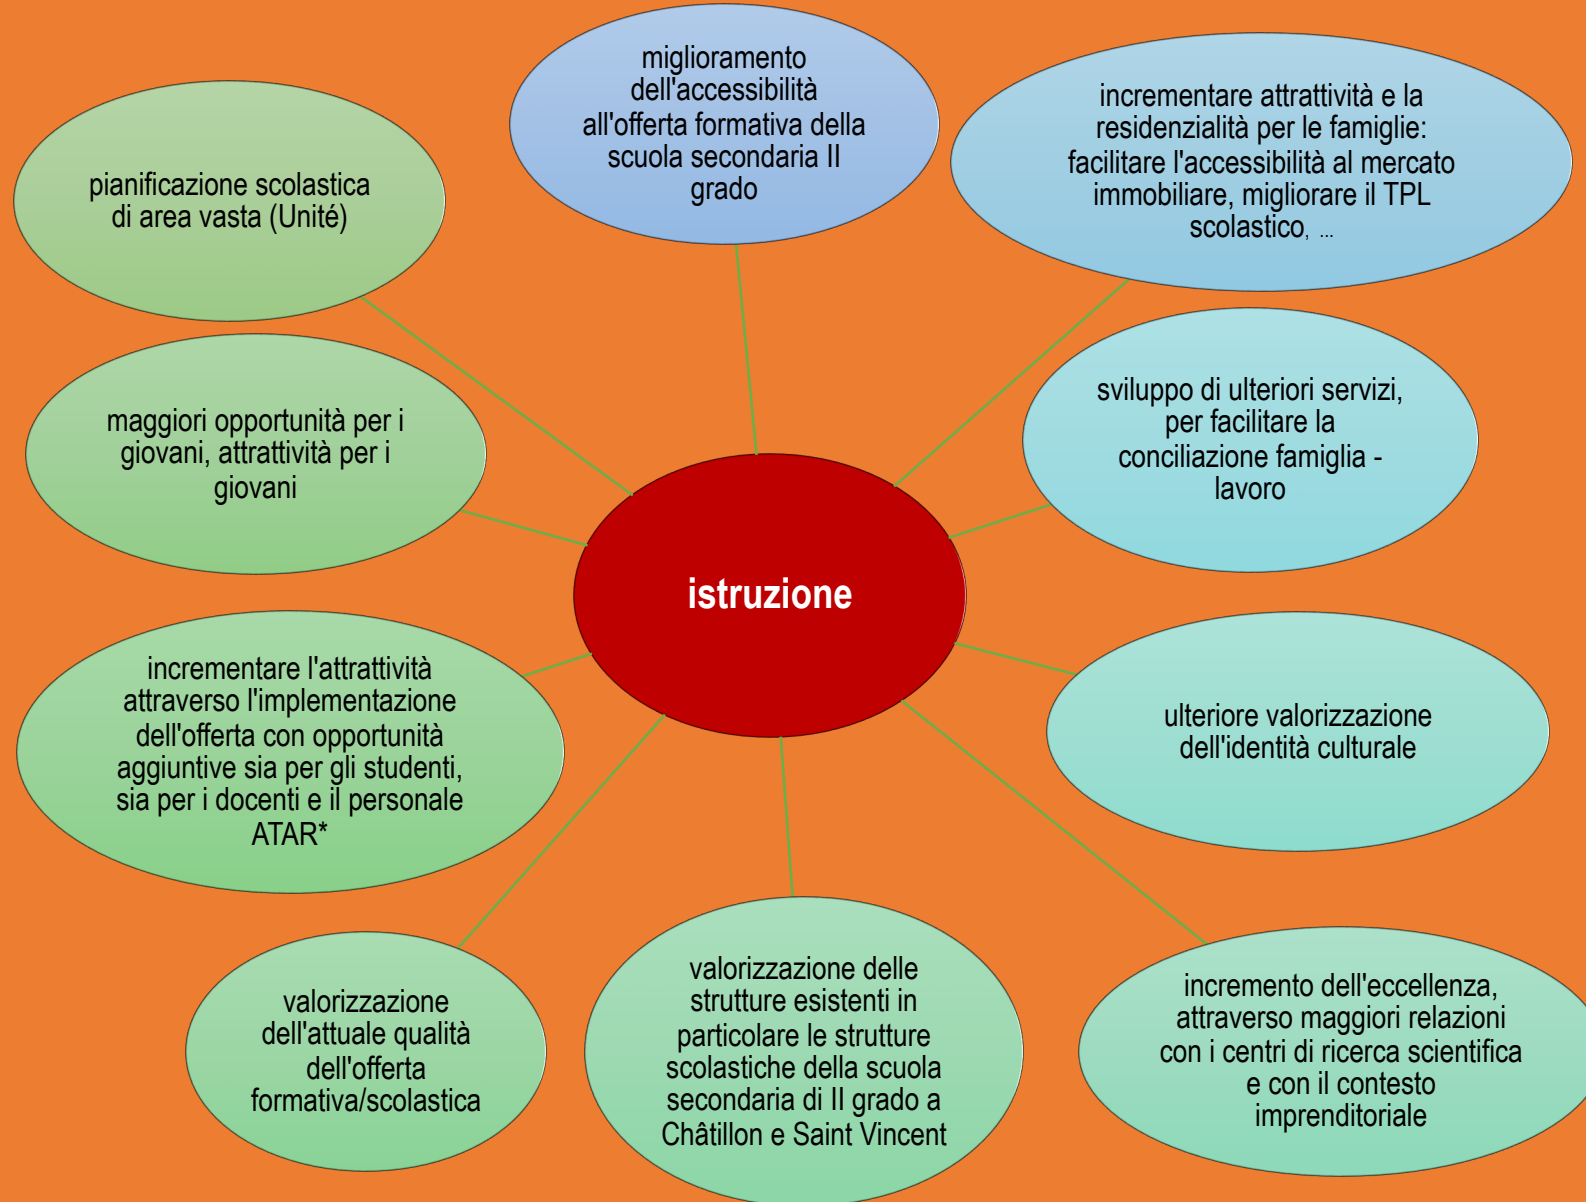 miglioramento
dell'accessibilità
all'offerta formativa della
scuola secondaria II
grado
incrementare attrattività e la
residenzialità per le famiglie:
facilitare l'accessibilità al mercato
immobiliare, migliorare il TPL
scolastico, ...
pianificazione scolastica
di area vasta (Unité)
sviluppo di ulteriori servizi,
per facilitare la
conciliazione famiglia -
lavoro
maggiori opportunità per i
giovani, attrattività per i
giovani
istruzione
incrementare l'attrattività
attraverso l'implementazione
dell'offerta con opportunità
aggiuntive sia per gli studenti,
sia per i docenti e il personale
ATAR*
ulteriore valorizzazione
dell'identità culturale
valorizzazione
dell'attuale qualità
dell'offerta
formativa/scolastica
valorizzazione delle
strutture esistenti in
particolare le strutture
scolastiche della scuola
secondaria di II grado a
Châtillon e Saint Vincent
incremento dell'eccellenza,
attraverso maggiori relazioni
con i centri di ricerca scientifica
e con il contesto
imprenditoriale